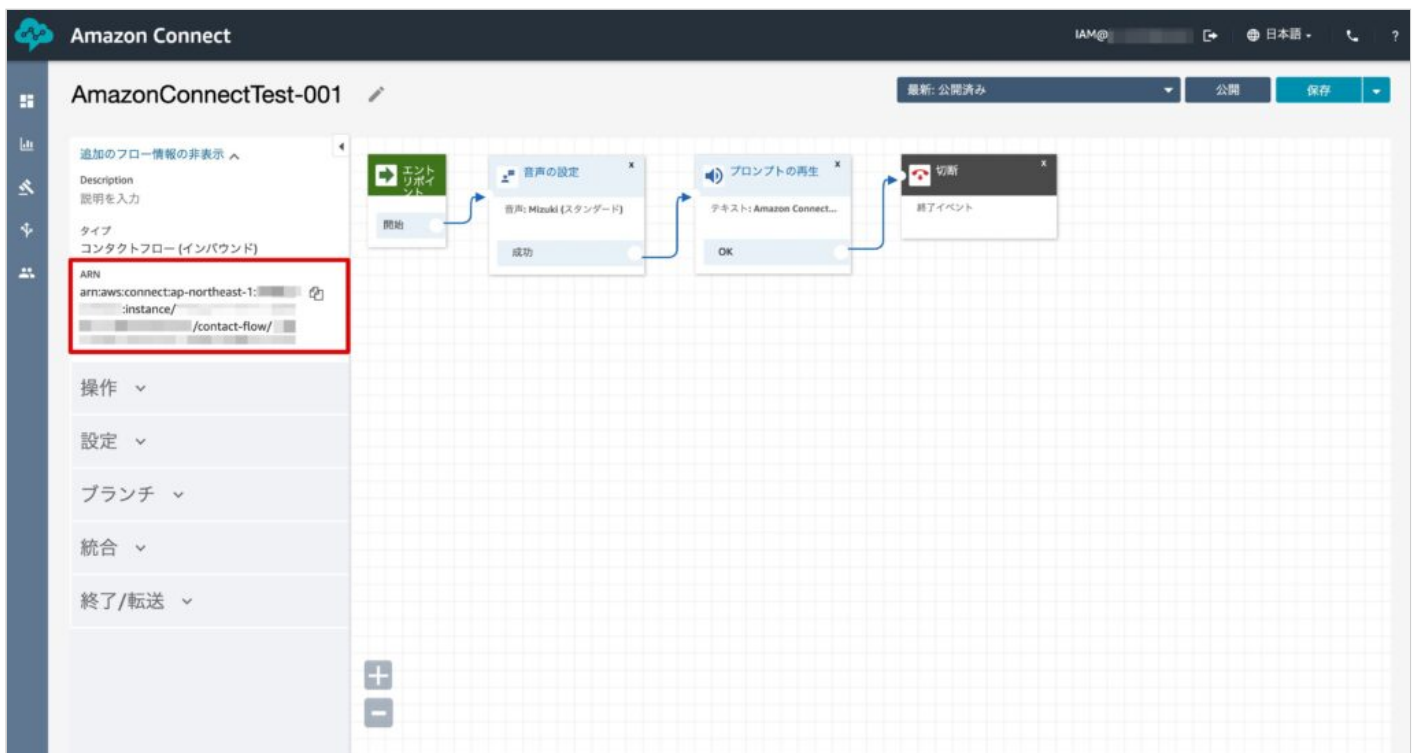 Amazon Connect
IAM@
日本語
?
AmazonConnectTest-001
最新: 公開済み
公開
保存
追加のフロー情報の非表示
Description
説明を入力
タイプ
コンタクトフロー (インバウンド)
ARN
arn:aws:connect:ap-northeast-1:
:instance/
/contact-flow/
操作
設定
ブランチ
統合
終了/転送
エント
リポイ
ント
開始
音声の設定
x
音声: Mizuki (スタンダード)
成功
プロンプトの再生
x
テキスト: Amazon Connect...
OK
切断
x
終了イベント